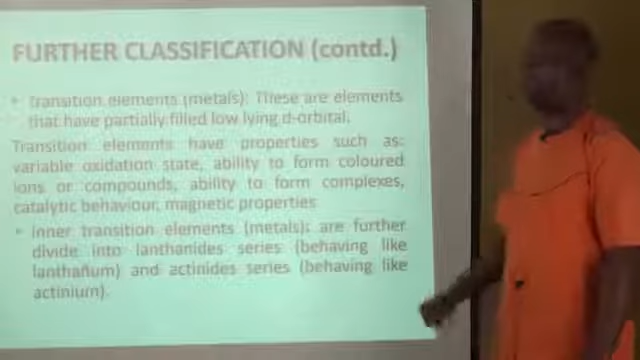 FURTHER CLASSIFICATION (contd.)
• Transition elements (metals): These are elements
that have partially filled low lying d-orbital.
Transition elements have properties such as:
variable oxidation state, ability to form coloured
ions or compounds, ability to form complexes,
catalytic behaviour, magnetic properties
• Inner transition elements (metals): are further
divide into lanthanides series (behaving like
lanthanum) and actinides series (behaving like
actinium).